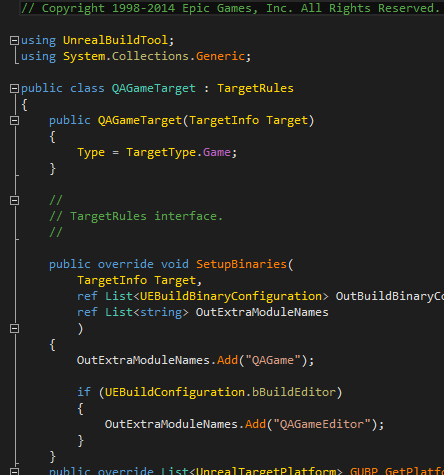 // Copyright 1998-2014 Epic Games, Inc. All Rights Reserved.
using UnrealBuildTool;
using System.Collections.Generic;
public class QAGameTarget : TargetRules
{
public QAGameTarget(TargetInfo Target)
{
Type = TargetType.Game;
}
//
// TargetRules interface.
//
public override void SetupBinaries(
TargetInfo Target,
ref List<UEBuildBinaryConfiguration> OutBuildBinaryCo
ref List<string> OutExtraModuleNames
)
{
OutExtraModuleNames.Add("QAGame");
if (UEBuildConfiguration.bBuildEditor)
{
OutExtraModuleNames.Add("QAGameEditor");
}
}
public override List<UnrealTargetPlatform> GUBP_GetPlatfo